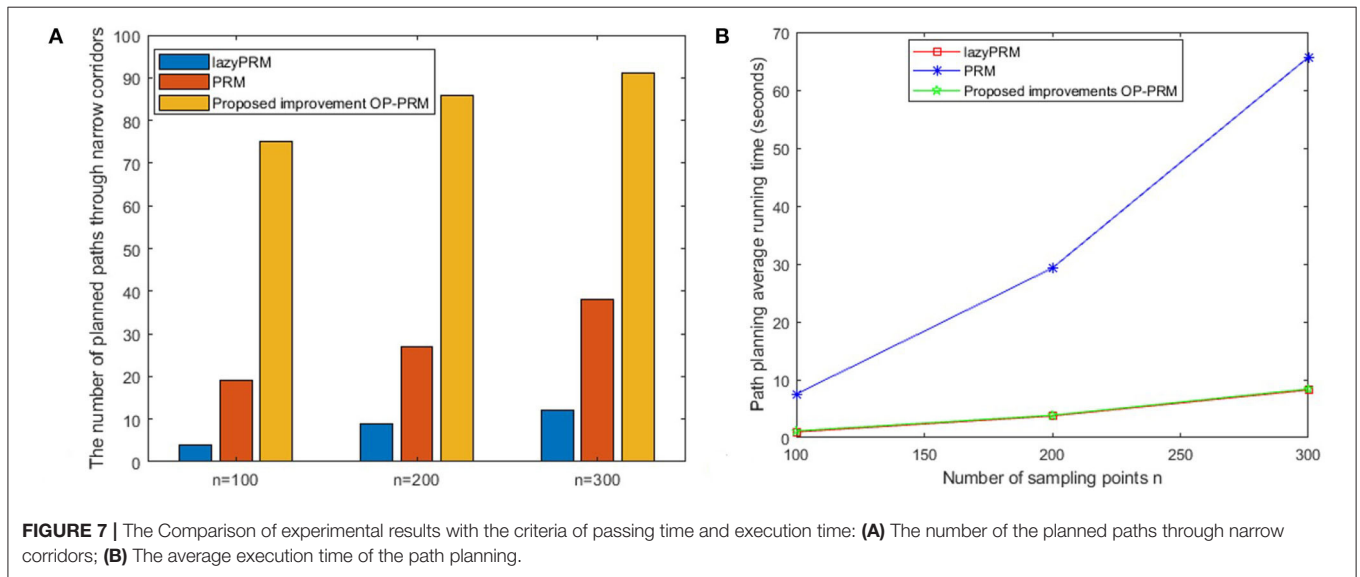 A
The number of planned paths through narrow corridors
100
90
80
70
60
50
40
30
20
10
0
lazyPRM
PRM
Proposed improvement OP-PRM
n=100
n=200
n=300
B
Path planning average running time (seconds)
70
60
50
40
30
20
10
0
lazyPRM
PRM
Proposed improvements OP-PRM
100
150
200
250
300
Number of sampling points n
FIGURE 7 | The Comparison of experimental results with the criteria of passing time and execution time: (A) The number of the planned paths through narrow
corridors; (B) The average execution time of the path planning.